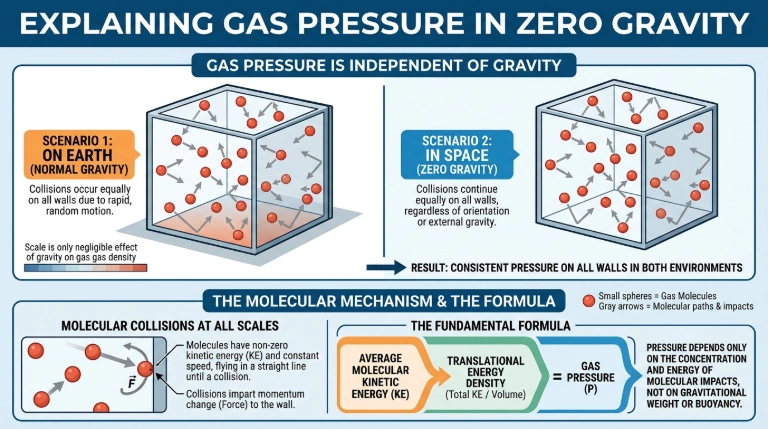 EXPLAINING GAS PRESSURE IN ZERO GRAVITY
GAS PRESSURE IS INDEPENDENT OF GRAVITY
SCENARIO 1:
ON EARTH
(NORMAL GRAVITY)
Collisions occur equally
on all walls due to rapid,
random motion.
Scale is only negligible effect
of gravity on gas gas density
SCENARIO 2:
IN SPACE
(ZERO GRAVITY)
Collisions continue
equally on all walls,
regardless of orientation
or external gravity.
RESULT: CONSISTENT PRESSURE ON ALL WALLS IN BOTH ENVIRONMENTS
THE MOLECULAR MECHANISM & THE FORMULA
Small spheres = Gas Molecules
Gray arrows = Molecular paths & impacts
MOLECULAR COLLISIONS AT ALL SCALES
F
Molecules have non-zero
kinetic energy (KE) and constant
speed, flying in a straight line
until a collision.
Collisions impart momentum
change (Force) to the wall.
THE FUNDAMENTAL FORMULA
AVERAGE
MOLECULAR
KINETIC
ENERGY (KE)
TRANSLATIONAL
ENERGY
DENSITY
(Total KE / Volume)
=
GAS
PRESSURE
(P)
PRESSURE DEPENDS ONLY
ON THE CONCENTRATION
AND ENERGY OF
MOLECULAR IMPACTS,
NOT ON GRAVITATIONAL
WEIGHT OR BUOYANCY.